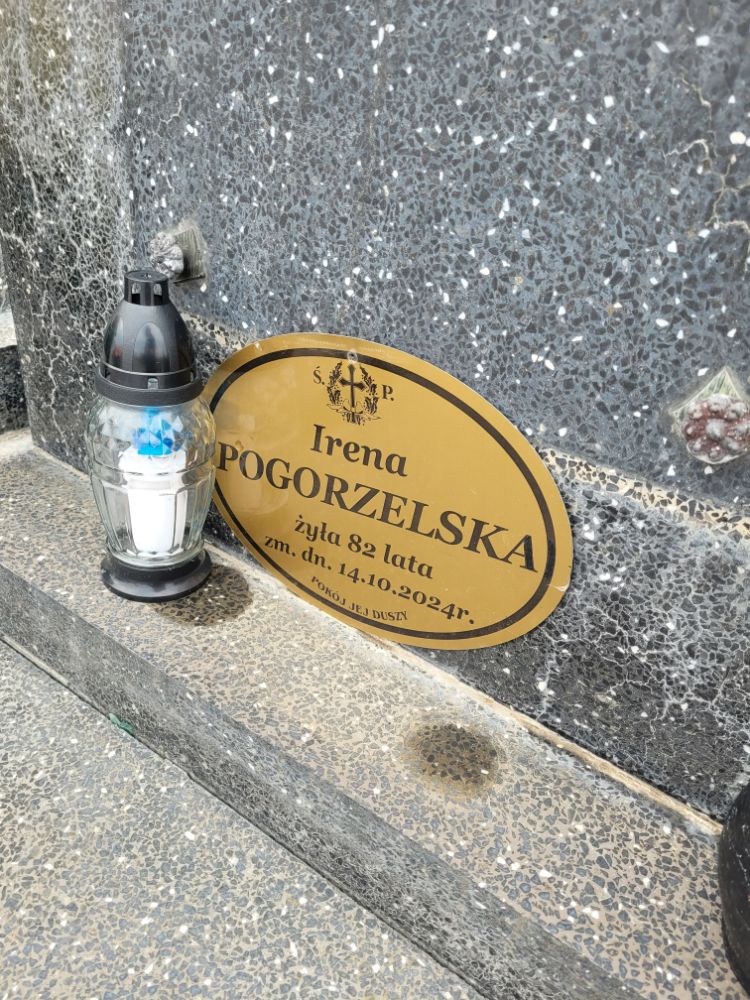 Ś. P.
Irena
POGORZELSKA
żyła 82 lata
zm. dn. 14.10.2024r.
POKÓJ JEJ DUSZY